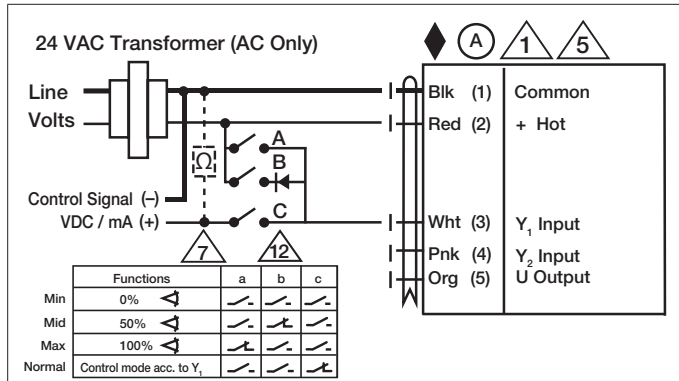 24 VAC Transformer (AC Only)
A 1 5
Line
Volts
Blk (1) Common
Red (2) + Hot
A
B
C
Ω
Control Signal (–)
VDC / mA (+)
Wht (3) Y₁ Input
Pnk (4) Y₂ Input
Org (5) U Output
7 12
Functions a b c
Min 0%
Mid 50%
Max 100%
Normal Control mode acc. to Y₁